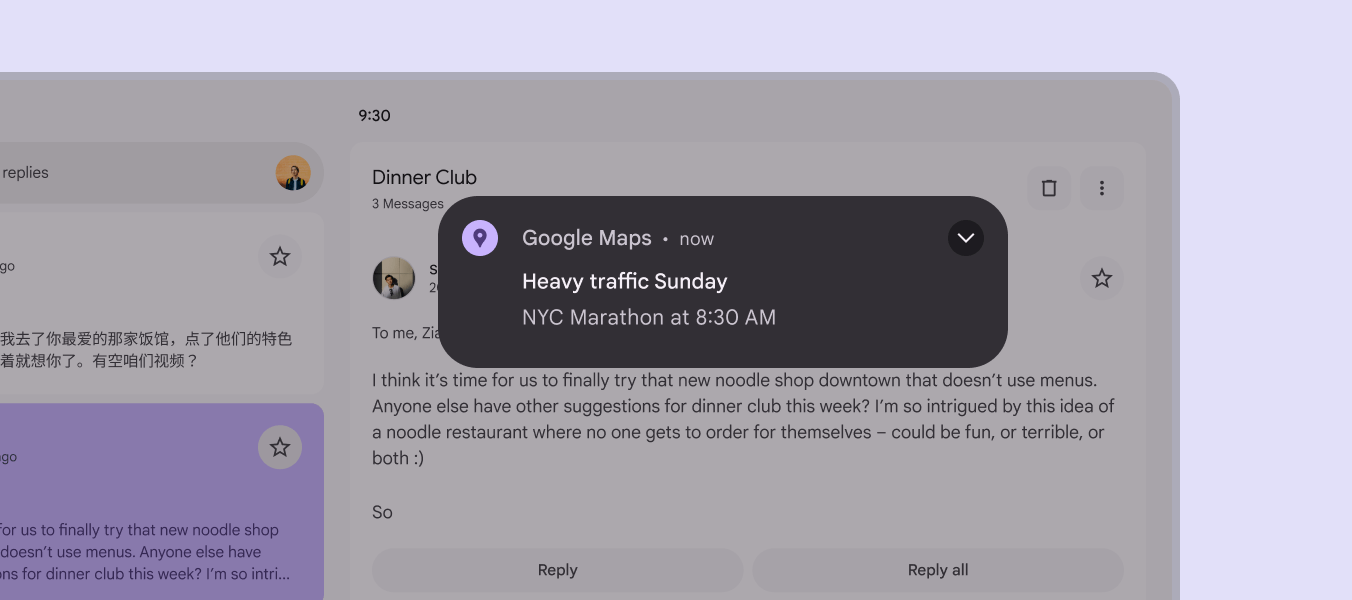 9:30
replies
go
我去了你最爱的那家饭馆，点了他们的特色
着就想你了。有空咱们视频？
ago
for us to finally try that new noodle shop
doesn’t use menus. Anyone else have
ons for dinner club this week? I’m so intri...
Dinner Club
3 Messages
Google Maps • now
Heavy traffic Sunday
NYC Marathon at 8:30 AM
To me, Zia
I think it’s time for us to finally try that new noodle shop downtown that doesn’t use menus.
Anyone else have other suggestions for dinner club this week? I’m so intrigued by this idea of
a noodle restaurant where no one gets to order for themselves – could be fun, or terrible, or
both :)
So
Reply
Reply all